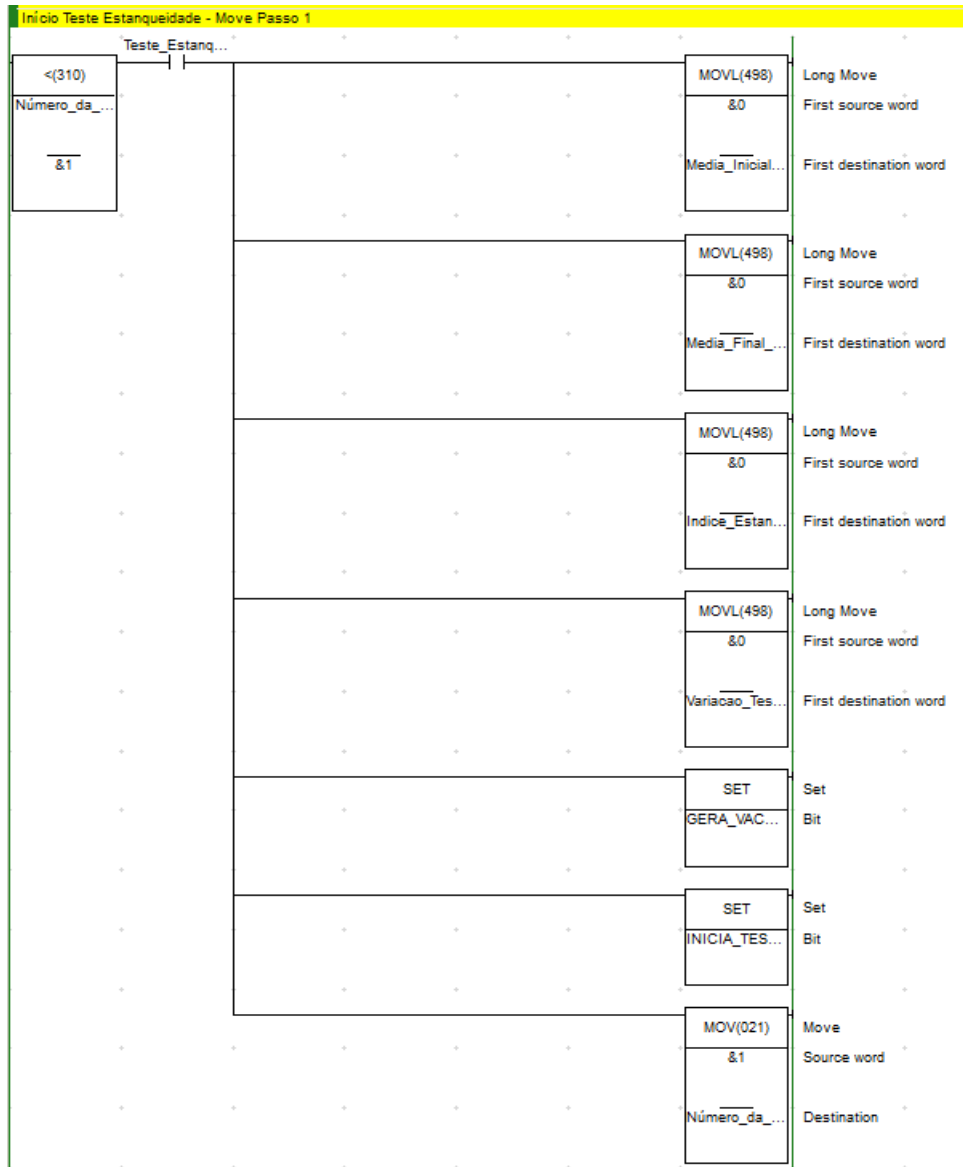 Início Teste Estanqueidade - Move Passo 1
Teste_Estanq...
<(310)
Número_da_...
&1
MOVL(498) Long Move
&0 First source word
Media_Inicial... First destination word
MOVL(498) Long Move
&0 First source word
Media_Final_... First destination word
MOVL(498) Long Move
&0 First source word
Indice_Estan... First destination word
MOVL(498) Long Move
&0 First source word
Variacao_Tes... First destination word
SET Set
GERA_VAC... Bit
SET Set
INICIA_TES... Bit
MOV(021) Move
&1 Source word
Número_da_... Destination